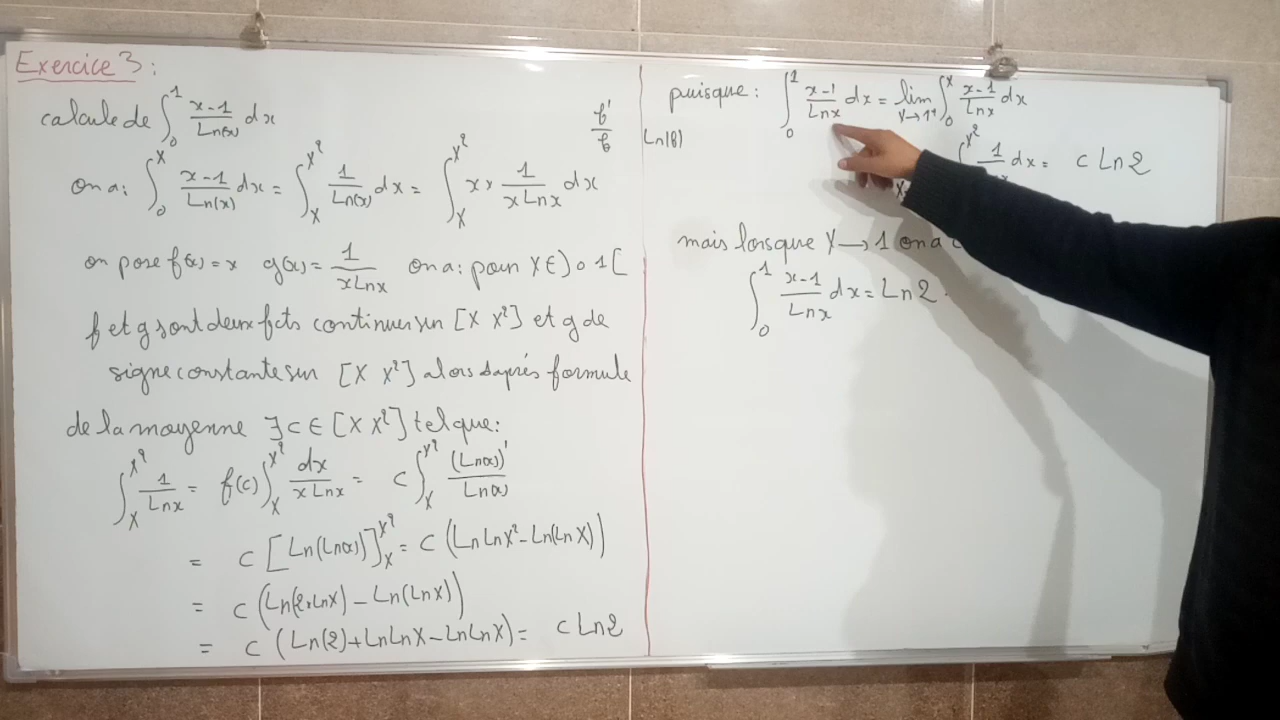 Exercice 3 :
calcule de ∫₀¹ (x-1)/Ln(x) dx
f'/f Ln(f)
on a : ∫₀^X (x-1)/Ln(x) dx = ∫_X^X² 1/Ln(x) dx = ∫_X^X² x × 1/(x Ln x) dx
on pose f(x) = x g(x) = 1/(x Ln x) on a : pour X ∈ ]0 1[
f et g sont deux fcts continues sur [X X²] et g de
signe constante sur [X X²] alors d'après formule
de la moyenne ∃ c ∈ [X X²] tel que :
∫_X^X² 1/Ln x = f(c) ∫_X^X² dx/(x Ln x) = c ∫_X^X² (Ln(x))'/Ln(x)
= c [Ln(Ln(x))]_X^X² = c (Ln Ln X² - Ln(Ln X))
= c (Ln(2 × Ln X) - Ln(Ln X))
= c (Ln(2) + Ln Ln X - Ln Ln X) = c Ln 2
puisque : ∫₀¹ (x-1)/Ln x dx = lim X→1⁺ ∫₀^X (x-1)/Ln x dx
∫^X² 1 dx = c Ln 2
mais lorsque X → 1 on a
∫₀¹ (x-1)/Ln x dx = Ln 2.